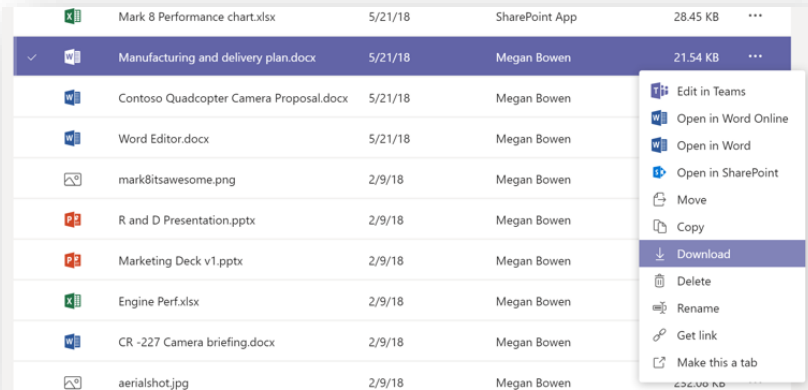 Mark 8 Performance chart.xlsx 5/21/18 SharePoint App 28.45 KB ...
Manufacturing and delivery plan.docx 5/21/18 Megan Bowen 21.54 KB ...
Contoso Quadcopter Camera Proposal.docx 5/21/18 Megan Bowen
Word Editor.docx 5/21/18 Megan Bowen
mark8itsawesome.png 2/9/18 Megan Bowen
R and D Presentation.pptx 2/9/18 Megan Bowen
Marketing Deck v1.pptx 2/9/18 Megan Bowen
Engine Perf.xlsx 2/9/18 Megan Bowen
CR -227 Camera briefing.docx 2/9/18 Megan Bowen
aerialshot.jpg 2/9/18 Megan Bowen
Edit in Teams
Open in Word Online
Open in Word
Open in SharePoint
Move
Copy
Download
Delete
Rename
Get link
Make this a tab